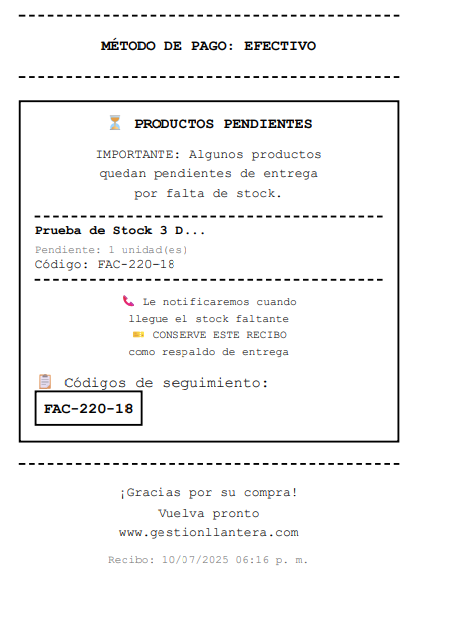 MÉTODO DE PAGO: EFECTIVO
⏳ PRODUCTOS PENDIENTES
IMPORTANTE: Algunos productos
quedan pendientes de entrega
por falta de stock.
Prueba de Stock 3 D...
Pendiente: 1 unidad(es)
Código: FAC-220-18
📞 Le notificaremos cuando
llegue el stock faltante
🎫 CONSERVE ESTE RECIBO
como respaldo de entrega
📋 Códigos de seguimiento:
FAC-220-18
¡Gracias por su compra!
Vuelva pronto
www.gestionllantera.com
Recibo: 10/07/2025 06:16 p. m.